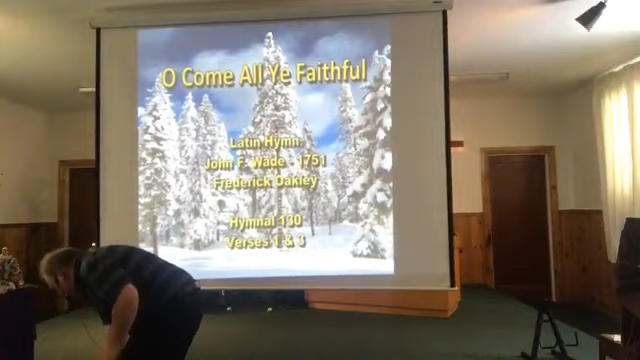 O Come All Ye Faithful
Latin Hymn
John F. Wade - 1751
Frederick Oakley
Hymnal 130
Verses 1 & 3